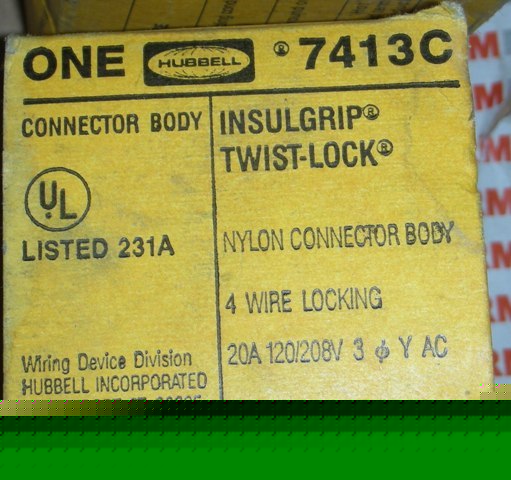 ONE HUBBELL ® 7413C
CONNECTOR BODY
INSULGRIP®
TWIST-LOCK®
UL
LISTED 231A
NYLON CONNECTOR BODY
4 WIRE LOCKING
20A 120/208V 3 ϕ Y AC
Wiring Device Division
HUBBELL INCORPORATED